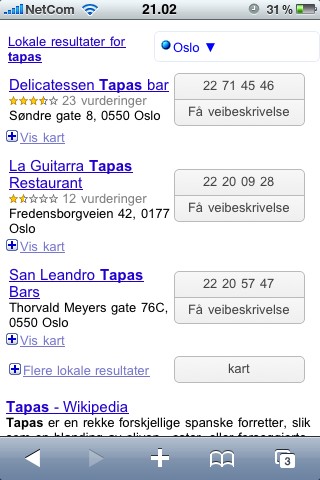 NetCom 21.02 31 %
Lokale resultater for
tapas
Oslo ▼
Delicatessen Tapas bar
23 vurderinger
Søndre gate 8, 0550 Oslo
Vis kart
22 71 45 46
Få veibeskrivelse
La Guitarra Tapas
Restaurant
12 vurderinger
Fredensborgveien 42, 0177
Oslo
Vis kart
22 20 09 28
Få veibeskrivelse
San Leandro Tapas
Bars
Thorvald Meyers gate 76C,
0550 Oslo
Vis kart
22 20 57 47
Få veibeskrivelse
Flere lokale resultater
kart
Tapas - Wikipedia
Tapas er en rekke forskjellige spanske forretter, slik
som en blanding av oliven
3